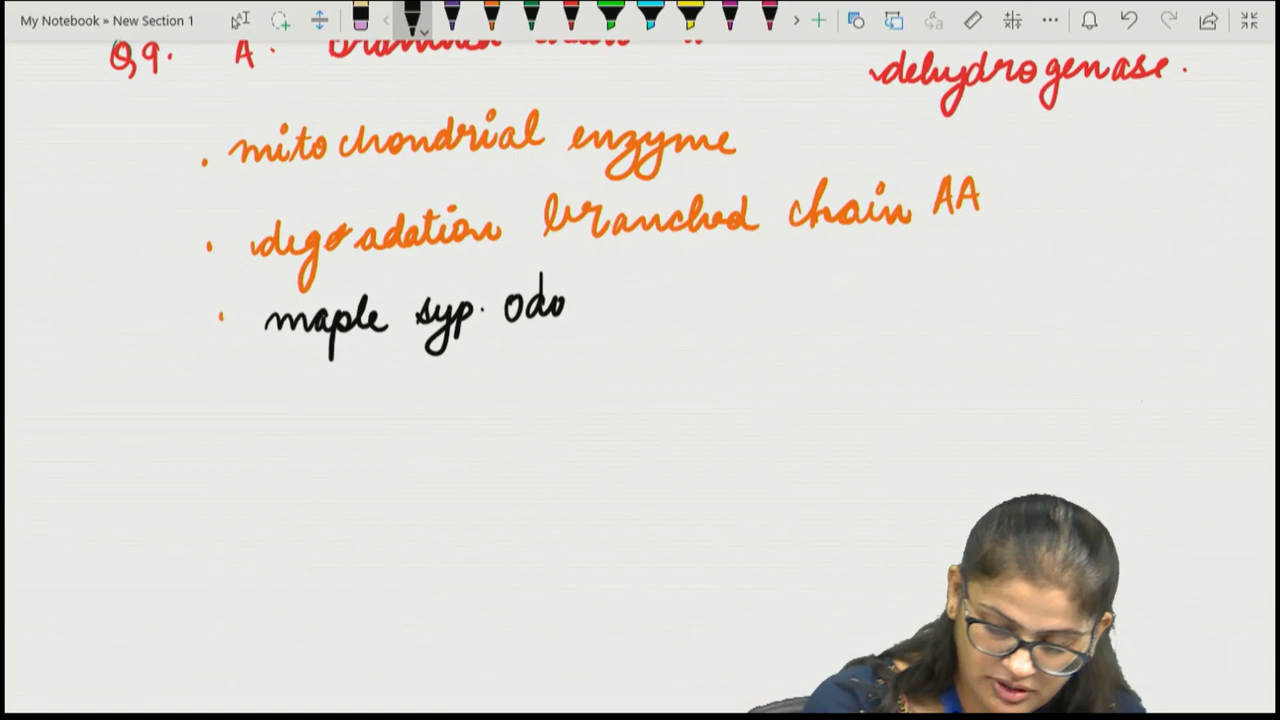 My Notebook » New Section 1
Q9. A. dehydrogenase.
. mitochondrial enzyme
. degradation branched chain AA
. maple syp. odo